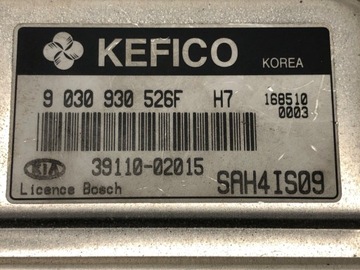 KEFICO
KOREA
9 030 930 526F H7 168510
0003
KIA 39110-02015
Licence Bosch SAH4IS09